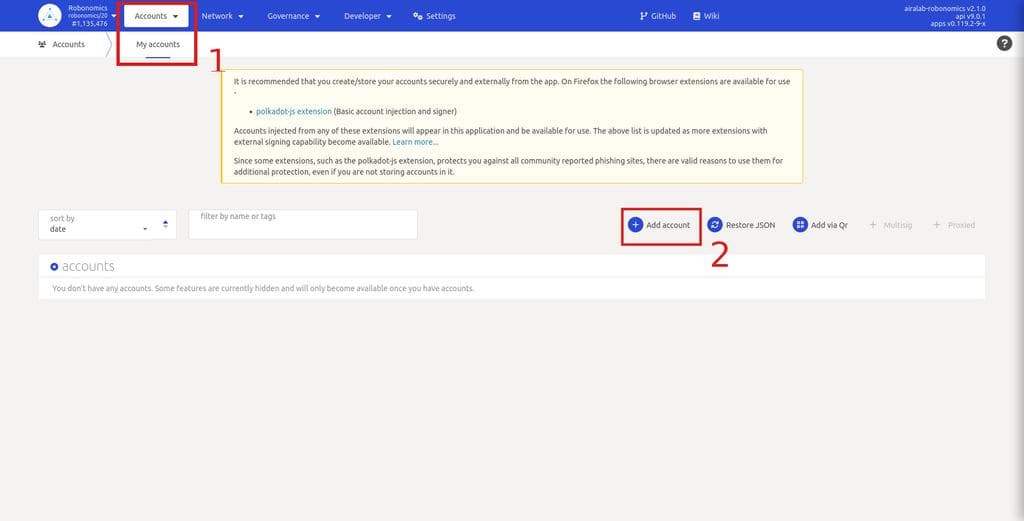 Robonomics
robonomics/20
#1,135,476
Accounts
Network
Governance
Developer
Settings
GitHub
Wiki
airalab-robonomics v2.1.0
api v9.0.1
apps v0.119.2-9-x
Accounts
My accounts
?
1
It is recommended that you create/store your accounts securely and externally from the app. On Firefox the following browser extensions are available for use
.
• polkadot-js extension (Basic account injection and signer)
Accounts injected from any of these extensions will appear in this application and be available for use. The above list is updated as more extensions with
external signing capability become available. Learn more...
Since some extensions, such as the polkadot-js extension, protects you against all community reported phishing sites, there are valid reasons to use them for
additional protection, even if you are not storing accounts in it.
sort by
date
filter by name or tags
Add account
Restore JSON
Add via Qr
Multisig
Proxied
2
accounts
You don't have any accounts. Some features are currently hidden and will only become available once you have accounts.